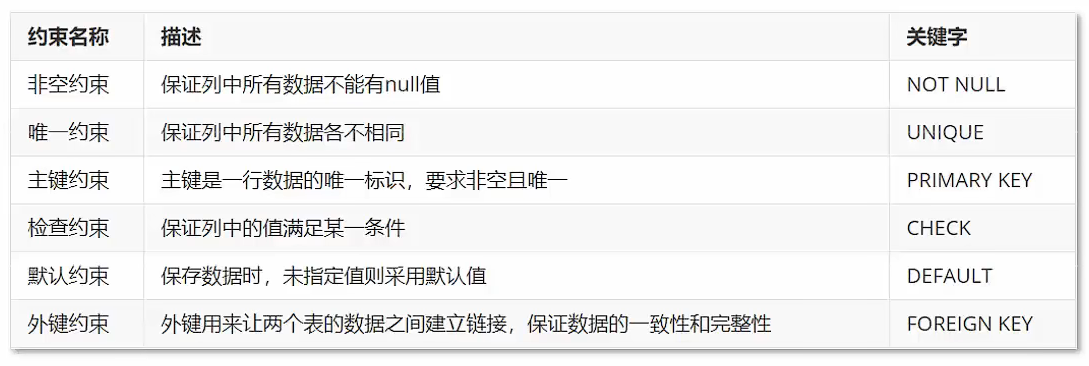 约束名称 描述 关键字
非空约束 保证列中所有数据不能有null值 NOT NULL
唯一约束 保证列中所有数据各不相同 UNIQUE
主键约束 主键是一行数据的唯一标识，要求非空且唯一 PRIMARY KEY
检查约束 保证列中的值满足某一条件 CHECK
默认约束 保存数据时，未指定值则采用默认值 DEFAULT
外键约束 外键用来让两个表的数据之间建立链接，保证数据的一致性和完整性 FOREIGN KEY